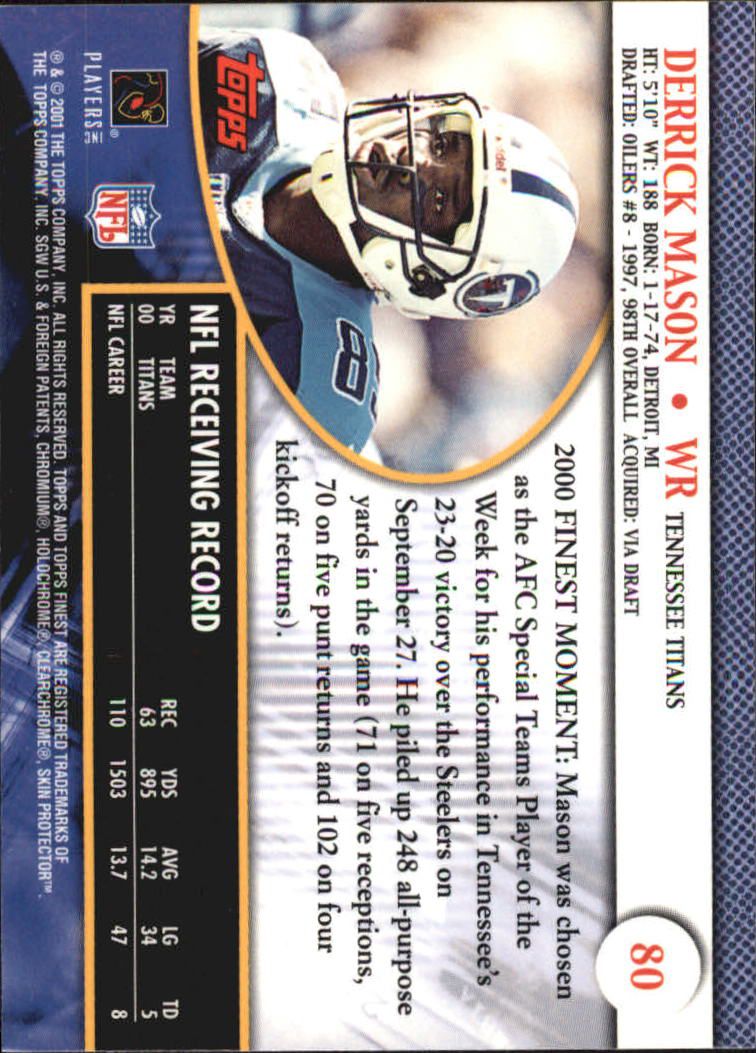 DERRICK MASON • WR TENNESSEE TITANS
80
HT: 5'10" WT: 188 BORN: 1-17-74, DETROIT, MI
DRAFTED: OILERS #8 - 1997, 98TH OVERALL ACQUIRED: VIA DRAFT
2000 FINEST MOMENT: Mason was chosen
as the AFC Special Teams Player of the
Week for his performance in Tennessee's
23-20 victory over the Steelers on
September 27. He piled up 248 all-purpose
yards in the game (71 on five receptions,
70 on five punt returns and 102 on four
kickoff returns).
topps
8
NFL RECEIVING RECORD
YR TEAM REC YDS AVG LG TD
00 TITANS 63 895 14.2 34 5
NFL CAREER 110 1503 13.7 47 8
PLAYERS INC ®
NFL
® & © 2001 THE TOPPS COMPANY, INC. ALL RIGHTS RESERVED. TOPPS AND TOPPS FINEST ARE REGISTERED TRADEMARKS OF
THE TOPPS COMPANY, INC. SGW U.S. & FOREIGN PATENTS, CHROMIUM®, HOLOCHROME®, CLEARCHROME®, SKIN PROTECTOR™.